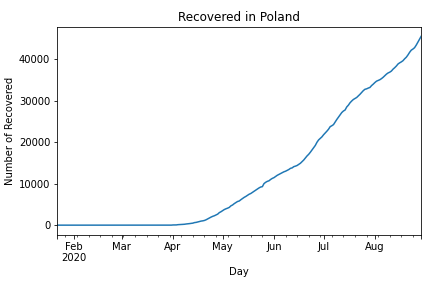 Recovered in Poland
Number of Recovered
40000
30000
20000
10000
0
Feb Mar Apr May Jun Jul Aug
2020
Day